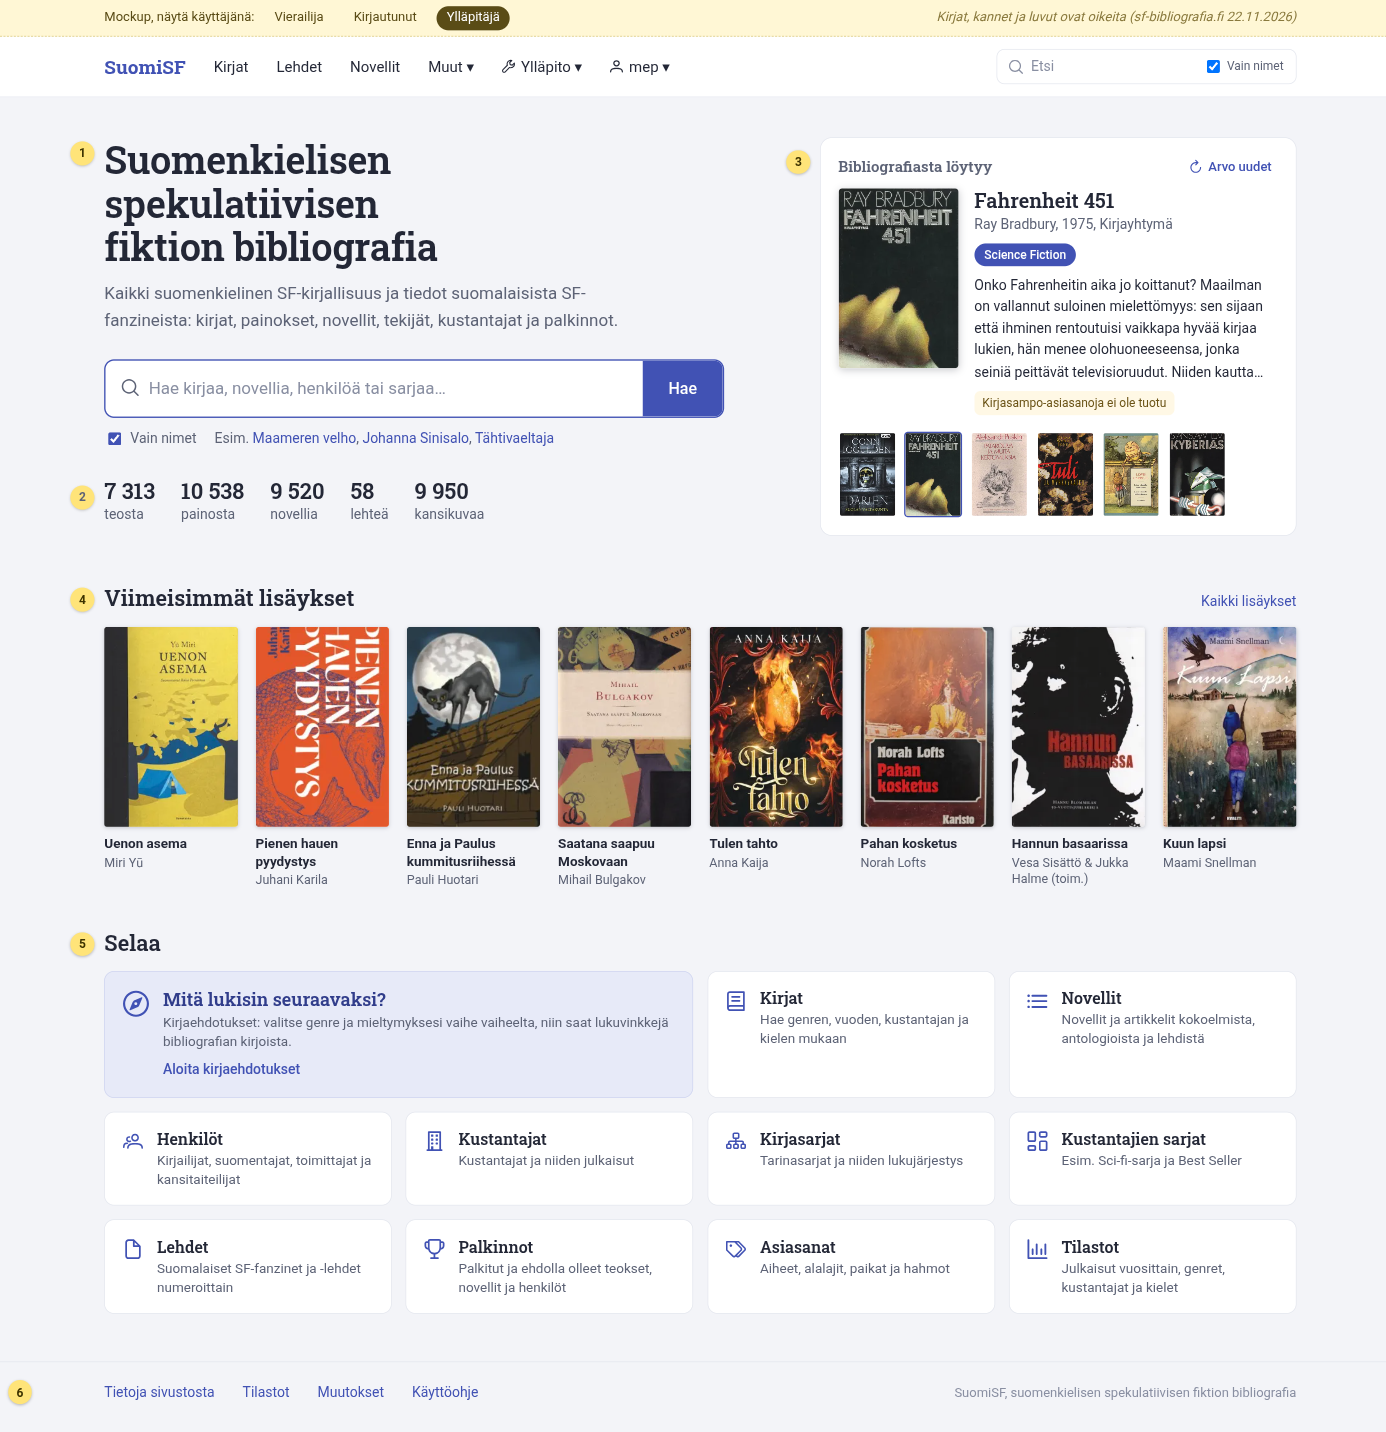 Mockup, näytä käyttäjänä: Vierailija Kirjautunut Ylläpitäjä
Kirjat, kannet ja luvut ovat oikeita (sf-bibliografia.fi 22.11.2026)
SuomiSF Kirjat Lehdet Novellit Muut ▾ Ylläpito ▾ mep ▾
Etsi Vain nimet
1
Suomenkielisen
spekulatiivisen
fiktion bibliografia
Kaikki suomenkielinen SF-kirjallisuus ja tiedot suomalaisista SF-
fanzineista: kirjat, painokset, novellit, tekijät, kustantajat ja palkinnot.
Hae kirjaa, novellia, henkilöä tai sarjaa... Hae
Vain nimet Esim. Maameren velho, Johanna Sinisalo, Tähtivaeltaja
2
7 313 10 538 9 520 58 9 950
teosta painosta novellia lehteä kansikuvaa
3
Bibliografiasta löytyy Arvo uudet
RAY BRADBURY
FAHRENHEIT
451
Fahrenheit 451
Ray Bradbury, 1975, Kirjayhtymä
Science Fiction
Onko Fahrenheitin aika jo koittanut? Maailman
on vallannut suloinen mielettömyys: sen sijaan
että ihminen rentoutuisi vaikkapa hyvää kirjaa
lukien, hän menee olohuoneeseensa, jonka
seiniä peittävät televisioruudut. Niiden kautta...
Kirjasampo-asiasanoja ei ole tuotu
DARIEN
RAY BRADBURY
FAHRENHEIT
451
Tuli
KYBERIAS
4
Viimeisimmät lisäykset Kaikki lisäykset
Yū Miri
UENON
ASEMA
PIENEN
HAUEN
PYYDYSTYS
Enna ja Paulus
KUMMITUSRIIHESSÄ
PAULI HUOTARI
MIHAIL
BULGAKOV
SAATANA SAAPUU MOSKOVAAN
ANNA KAIJA
Tulen
tahto
Norah Lofts
Pahan
kosketus
Karisto
Hannun
BASAARISSA
Maami Snellman
Kuun Lapsi
Uenon asema
Miri Yū
Pienen hauen
pyydystys
Juhani Karila
Enna ja Paulus
kummitusriihessä
Pauli Huotari
Saatana saapuu
Moskovaan
Mihail Bulgakov
Tulen tahto
Anna Kaija
Pahan kosketus
Norah Lofts
Hannun basaarissa
Vesa Sisättö & Jukka
Halme (toim.)
Kuun lapsi
Maami Snellman
5
Selaa
Mitä lukisin seuraavaksi?
Kirjaehdotukset: valitse genre ja mieltymyksesi vaihe vaiheelta, niin saat lukuvinkkejä
bibliografian kirjoista.
Aloita kirjaehdotukset
Kirjat
Hae genren, vuoden, kustantajan ja
kielen mukaan
Novellit
Novellit ja artikkelit kokoelmista,
antologioista ja lehdistä
Henkilöt
Kirjailijat, suomentajat, toimittajat ja
kansitaiteilijat
Kustantajat
Kustantajat ja niiden julkaisut
Kirjasarjat
Tarinasarjat ja niiden lukujärjestys
Kustantajien sarjat
Esim. Sci-fi-sarja ja Best Seller
Lehdet
Suomalaiset SF-fanzinet ja -lehdet
numeroittain
Palkinnot
Palkitut ja ehdolla olleet teokset,
novellit ja henkilöt
Asiasanat
Aiheet, alalajit, paikat ja hahmot
Tilastot
Julkaisut vuosittain, genret,
kustantajat ja kielet
6
Tietoja sivustosta Tilastot Muutokset Käyttöohje
SuomiSF, suomenkielisen spekulatiivisen fiktion bibliografia